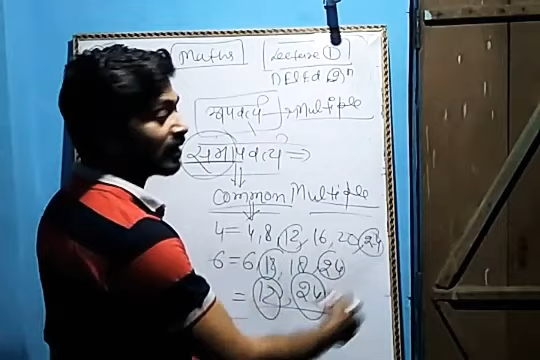 Maths Lecture ①
DElEd
अपवर्त्य → Multiple
समापवर्त्य ⇒
Common Multiple
4 = 4, 8, 12, 16, 20, 24
6 = 6, 12, 18, 24
= 12, 24